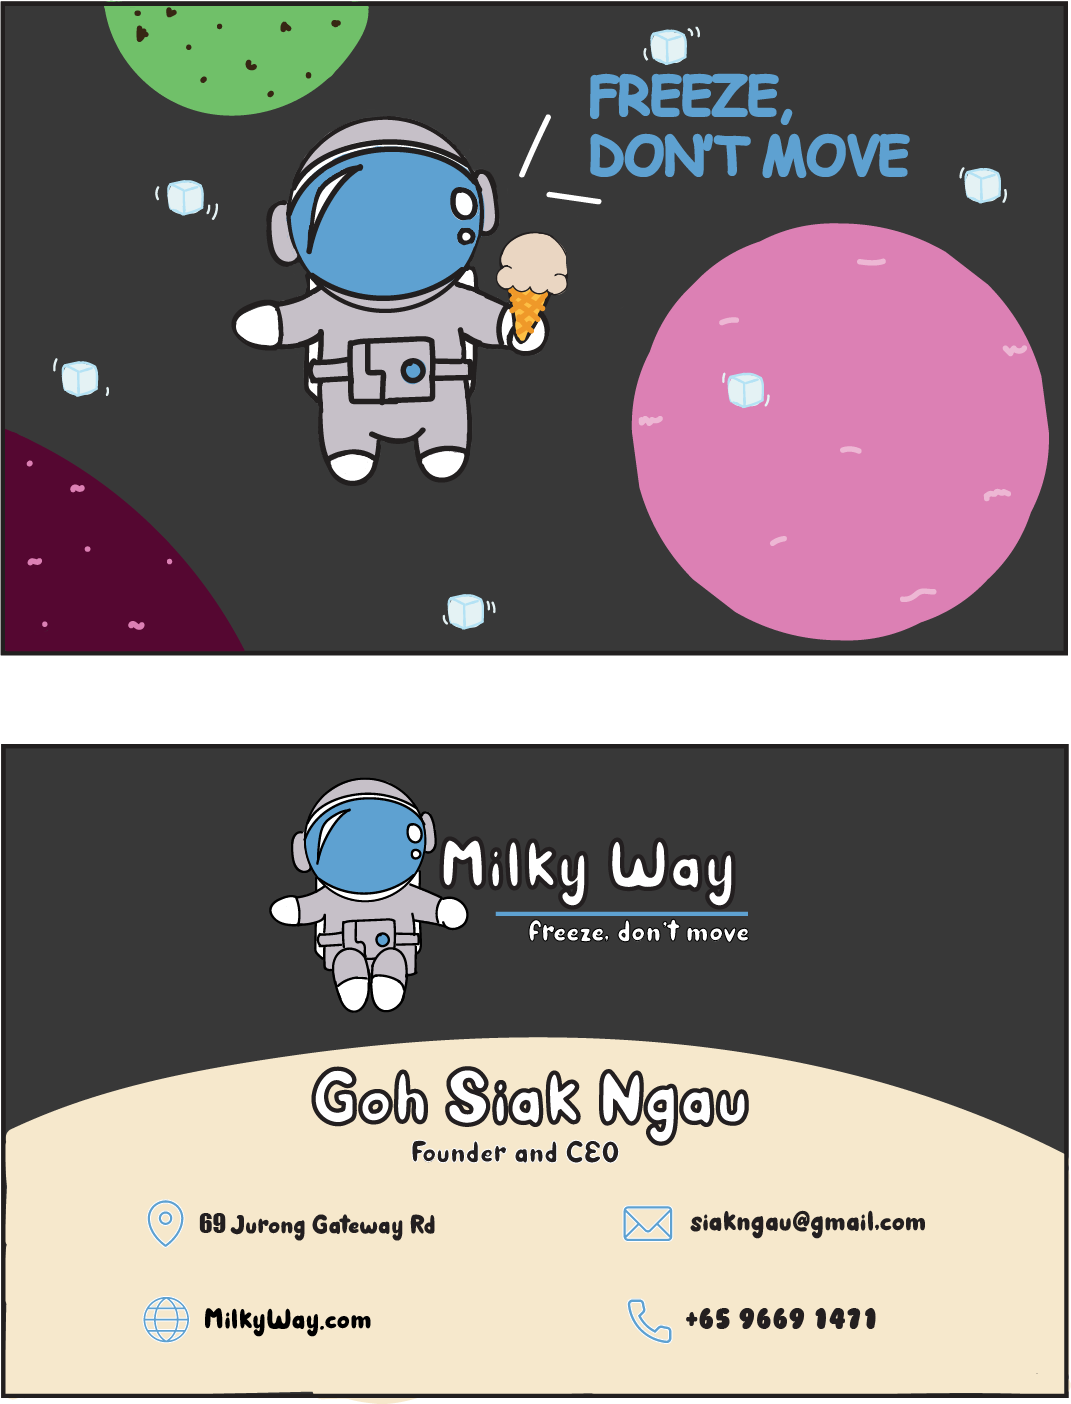 FREEZE,
DON'T MOVE
Milky Way
freeze, don't move
Goh Siak Ngau
Founder and CEO
69 Jurong Gateway Rd
siakngau@gmail.com
MilkyWay.com
+65 9669 1471